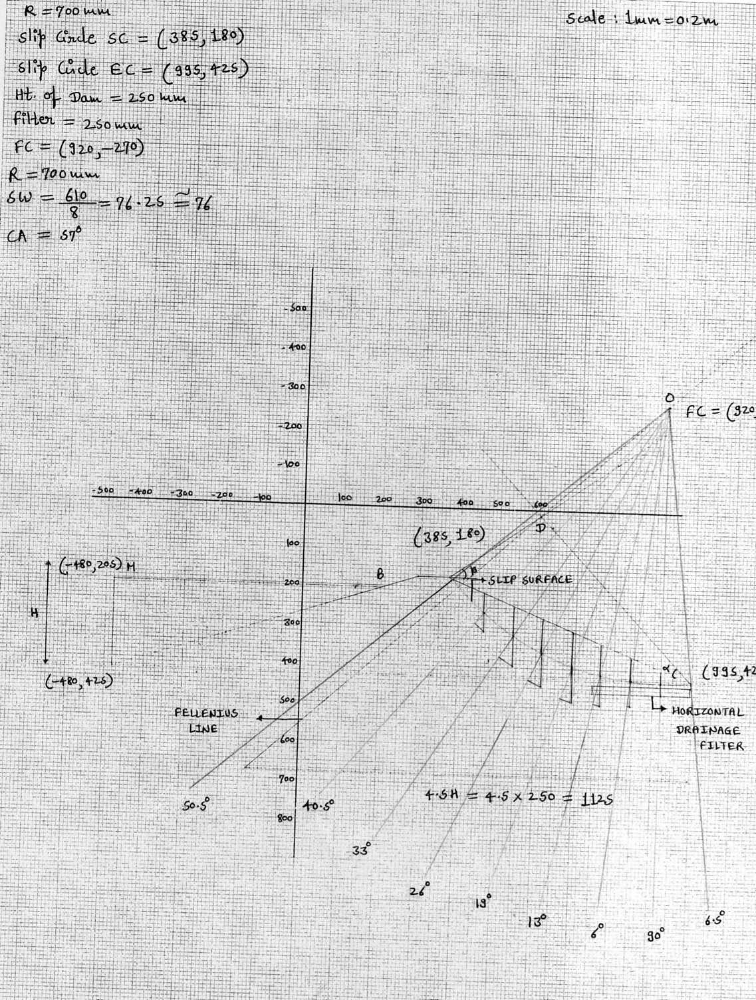 R = 700 mm
Scale : 1mm = 0.2m
Slip Circle SC = (385, 180)
Slip Circle EC = (995, 425)
Ht. of Dam = 250 mm
filter = 250 mm
FC = (920, -270)
R = 700 mm
SW = 610/8 = 76.25 ≅ 76
CA = 57°
-500
-400
-300
O
FC = (920,
-200
-100
-500 -400 -300 -200 -100 100 200 300 400 500 600
D
(385, 180)
100
(-480, 205) M
B
β
SLIP SURFACE
200
H
300
400
α C
(995, 42
(-480, 425)
500
FELLENIUS
LINE
HORIZONTAL
DRAINAGE
FILTER
600
700
4.5H = 4.5 × 250 = 1125
50.5°
40.5°
800
33°
26°
19°
13°
6°
90°
6.5°